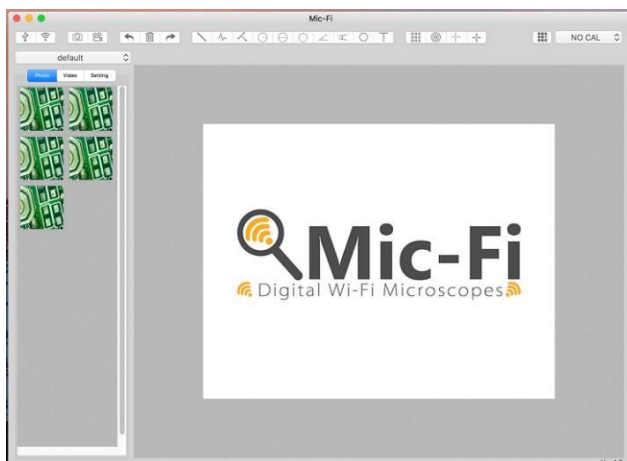 Mic-Fi
NO CAL
default
Photo Video Setting
Mic-Fi
Digital Wi-Fi Microscopes